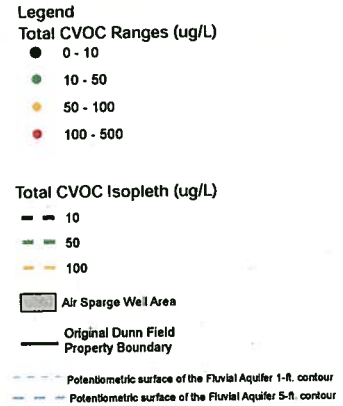 Legend
Total CVOC Ranges (ug/L)
0 - 10
10 - 50
50 - 100
100 - 500
Total CVOC Isopleth (ug/L)
10
50
100
Air Sparge Well Area
Original Dunn Field
Property Boundary
Potentiometric surface of the Fluvial Aquifer 1-ft. contour
Potentiometric surface of the Fluvial Aquifer 5-ft. contour